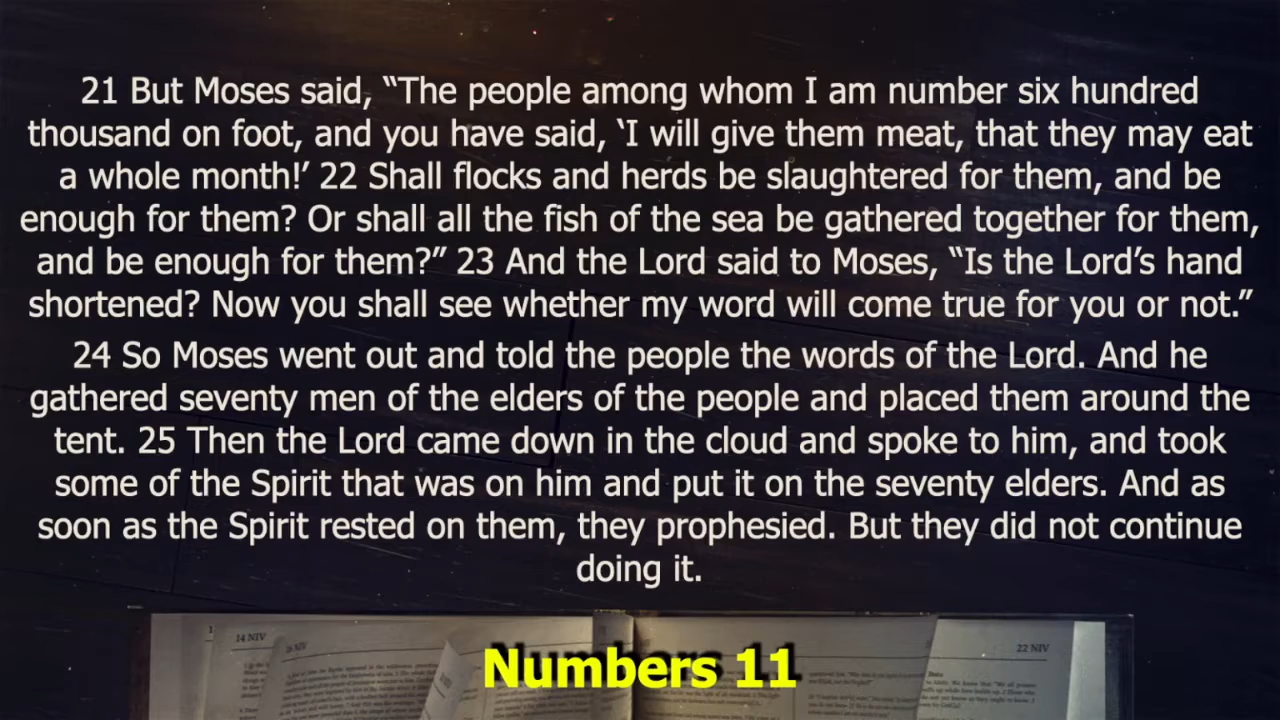 21 But Moses said, “The people among whom I am number six hundred
thousand on foot, and you have said, ‘I will give them meat, that they may eat
a whole month!’ 22 Shall flocks and herds be slaughtered for them, and be
enough for them? Or shall all the fish of the sea be gathered together for them,
and be enough for them?” 23 And the Lord said to Moses, “Is the Lord’s hand
shortened? Now you shall see whether my word will come true for you or not.”
24 So Moses went out and told the people the words of the Lord. And he
gathered seventy men of the elders of the people and placed them around the
tent. 25 Then the Lord came down in the cloud and spoke to him, and took
some of the Spirit that was on him and put it on the seventy elders. And as
soon as the Spirit rested on them, they prophesied. But they did not continue
doing it.
14 NIV
22 NIV
Numbers 11